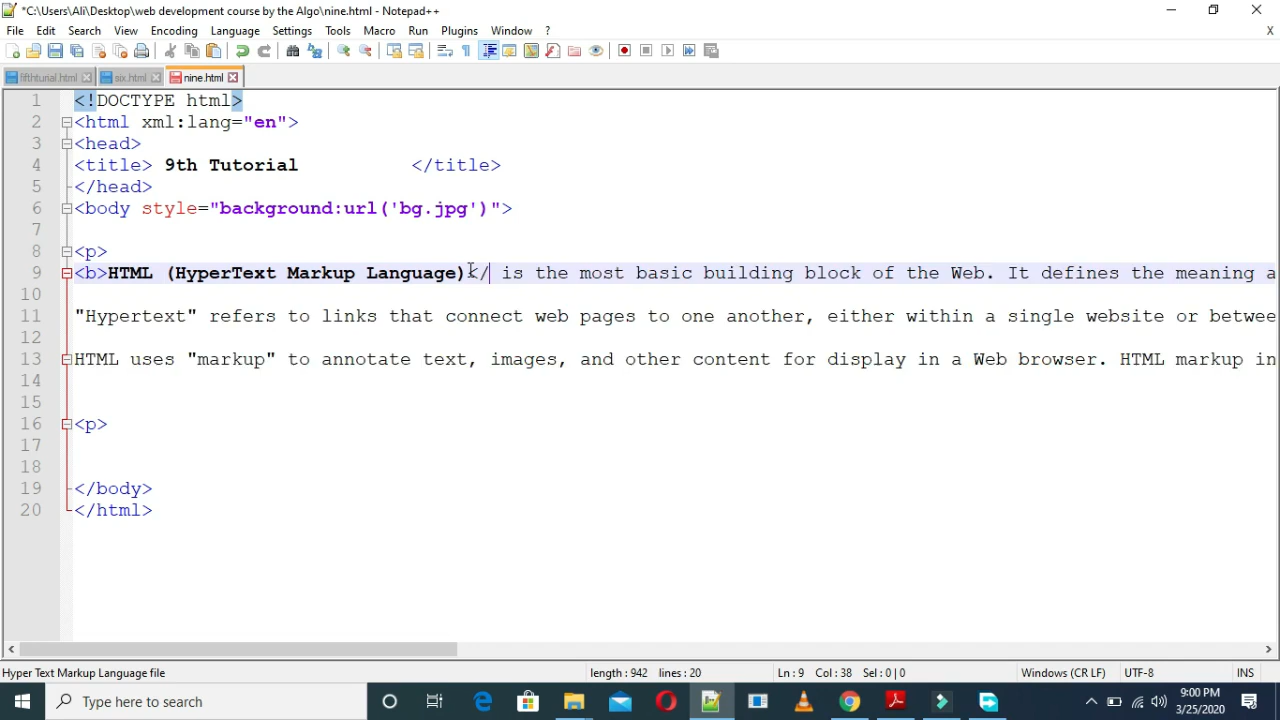 *C:\Users\Ali\Desktop\web development course by the Algo\nine.html - Notepad++
File Edit Search View Encoding Language Settings Tools Macro Run Plugins Window ? X
fifthturial.html six.html nine.html
1 <!DOCTYPE html>
2 <html xml:lang="en">
3 <head>
4 <title> 9th Tutorial </title>
5 </head>
6 <body style="background:url('bg.jpg')">
7
8 <p>
9 <b>HTML (HyperText Markup Language)</ is the most basic building block of the Web. It defines the meaning a
10
11 "Hypertext" refers to links that connect web pages to one another, either within a single website or betwee
12
13 HTML uses "markup" to annotate text, images, and other content for display in a Web browser. HTML markup in
14
15
16 <p>
17
18
19 </body>
20 </html>
Hyper Text Markup Language file length : 942 lines : 20 Ln : 9 Col : 38 Sel : 0 | 0 Windows (CR LF) UTF-8 INS
Type here to search
9:00 PM
3/25/2020